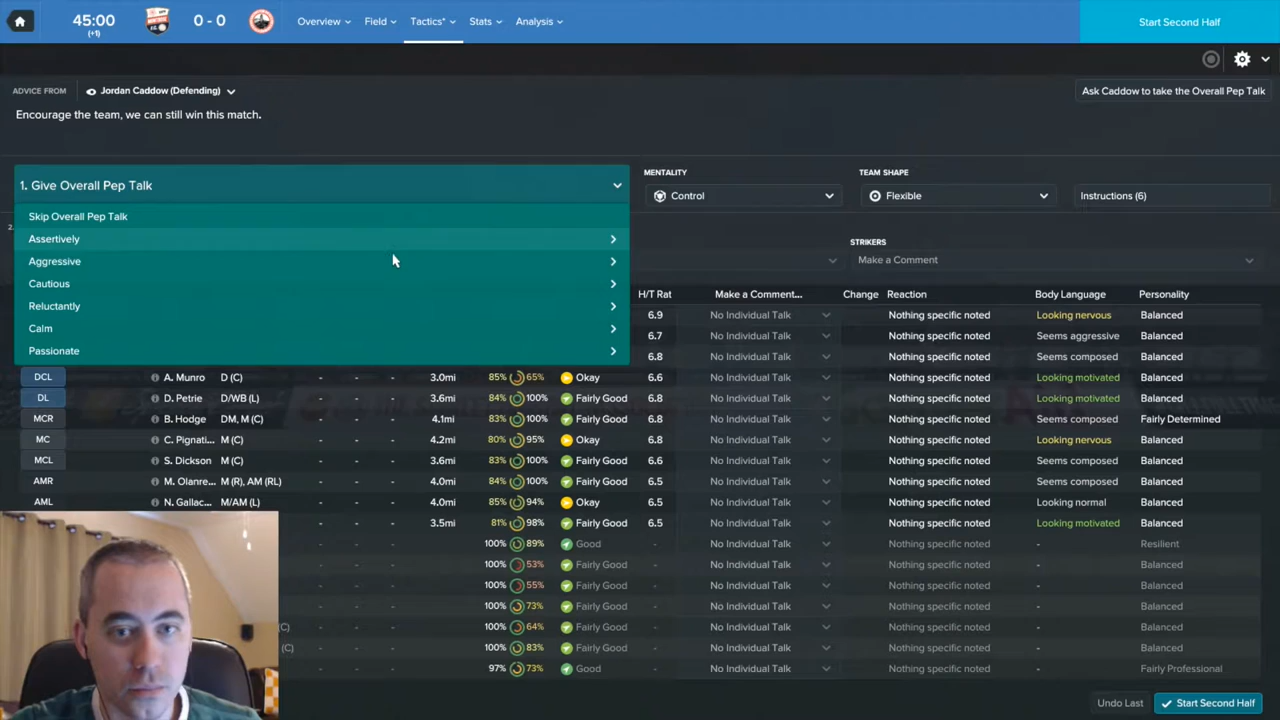 45:00
(+1)
0 - 0
Overview
Field
Tactics*
Stats
Analysis
Start Second Half
ADVICE FROM
Jordan Caddow (Defending)
Ask Caddow to take the Overall Pep Talk
Encourage the team, we can still win this match.
1. Give Overall Pep Talk
MENTALITY
Control
TEAM SHAPE
Flexible
Instructions (6)
Skip Overall Pep Talk
Assertively
Aggressive
Cautious
Reluctantly
Calm
Passionate
STRIKERS
Make a Comment
H/T Rat Make a Comment... Change Reaction Body Language Personality
6.9 No Individual Talk Nothing specific noted Looking nervous Balanced
6.7 No Individual Talk Nothing specific noted Seems aggressive Balanced
6.8 No Individual Talk Nothing specific noted Seems composed Balanced
DCL A. Munro D (C) - - - 3.0mi 85% 65% Okay 6.6 No Individual Talk Nothing specific noted Looking motivated Balanced
DL D. Petrie D/WB (L) - - - 3.6mi 84% 100% Fairly Good 6.8 No Individual Talk Nothing specific noted Looking motivated Balanced
MCR B. Hodge DM, M (C) - - - 4.1mi 83% 100% Fairly Good 6.8 No Individual Talk Nothing specific noted Seems composed Fairly Determined
MC C. Pignati... M (C) - - - 4.2mi 80% 95% Okay 6.8 No Individual Talk Nothing specific noted Looking nervous Balanced
MCL S. Dickson M (C) - - - 3.6mi 83% 100% Fairly Good 6.6 No Individual Talk Nothing specific noted Seems composed Balanced
AMR M. Olanre... M (R), AM (RL) - - - 4.0mi 84% 100% Fairly Good 6.5 No Individual Talk Nothing specific noted Seems composed Balanced
AML N. Gallac... M/AM (L) - - - 4.0mi 85% 94% Okay 6.5 No Individual Talk Nothing specific noted Looking normal Balanced
- - - 3.5mi 81% 98% Fairly Good 6.5 No Individual Talk Nothing specific noted Looking motivated Balanced
100% 89% Good - No Individual Talk Nothing specific noted - Resilient
100% 53% Fairly Good - No Individual Talk Nothing specific noted - Balanced
100% 55% Fairly Good - No Individual Talk Nothing specific noted - Balanced
100% 73% Fairly Good - No Individual Talk Nothing specific noted - Balanced
(C) - - - 100% 64% Fairly Good - No Individual Talk Nothing specific noted - Balanced
(C) - - - 100% 83% Fairly Good - No Individual Talk Nothing specific noted - Balanced
97% 73% Good - No Individual Talk Nothing specific noted - Fairly Professional
Undo Last
Start Second Half